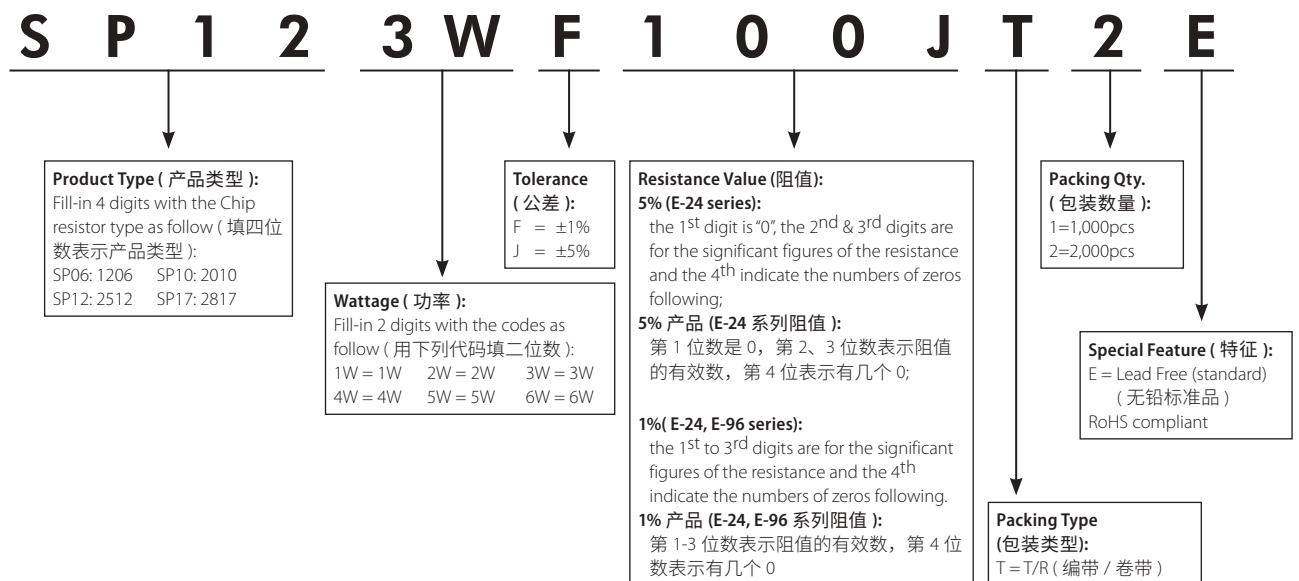 SP12 3W F 100J T 2 E
Product Type ( 产品类型 ):
Fill-in 4 digits with the Chip
resistor type as follow ( 填四位
数表示产品类型 ):
SP06: 1206 SP10: 2010
SP12: 2512 SP17: 2817
Wattage ( 功率 ):
Fill-in 2 digits with the codes as
follow ( 用下列代码填二位数 ):
1W = 1W 2W = 2W 3W = 3W
4W = 4W 5W = 5W 6W = 6W
Tolerance
( 公差 ):
F = ±1%
J = ±5%
Resistance Value (阻值):
5% (E-24 series):
the 1st digit is “0”, the 2nd & 3rd digits are
for the significant figures of the resistance
and the 4th indicate the numbers of zeros
following;
5% 产品 (E-24 系列阻值 ):
第 1 位数是 0，第 2、3 位数表示阻值
的有效数，第 4 位表示有几个 0;
1%( E-24, E-96 series):
the 1st to 3rd digits are for the significant
figures of the resistance and the 4th
indicate the numbers of zeros following.
1% 产品 (E-24, E-96 系列阻值 ):
第 1-3 位数表示阻值的有效数，第 4 位
数表示有几个 0
Packing Type
(包装类型):
T = T/R ( 编带 / 卷带 )
Packing Qty.
( 包装数量 ):
1=1,000pcs
2=2,000pcs
Special Feature ( 特征 ):
E = Lead Free (standard)
( 无铅标准品 )
RoHS compliant